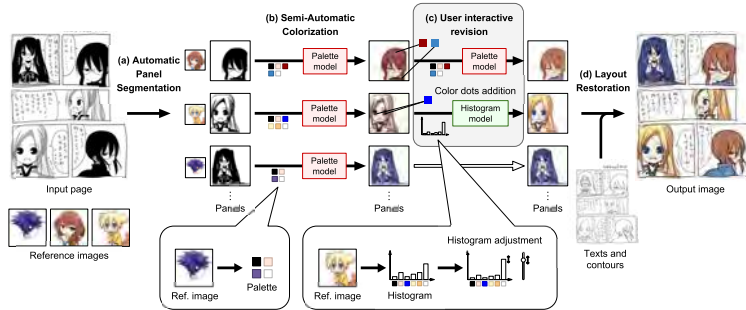 (a) Automatic
Panel
Segmentation
(b) Semi-Automatic
Colorization
(c) User interactive
revision
(d) Layout
Restoration
Palette
model
Palette
model
Color dots addition
Palette
model
Histogram
model
Palette
model
Input page
Panels
Panels
Panels
Output image
Reference images
Texts and
contours
Ref. image
Palette
Ref. image
Histogram
Histogram adjustment